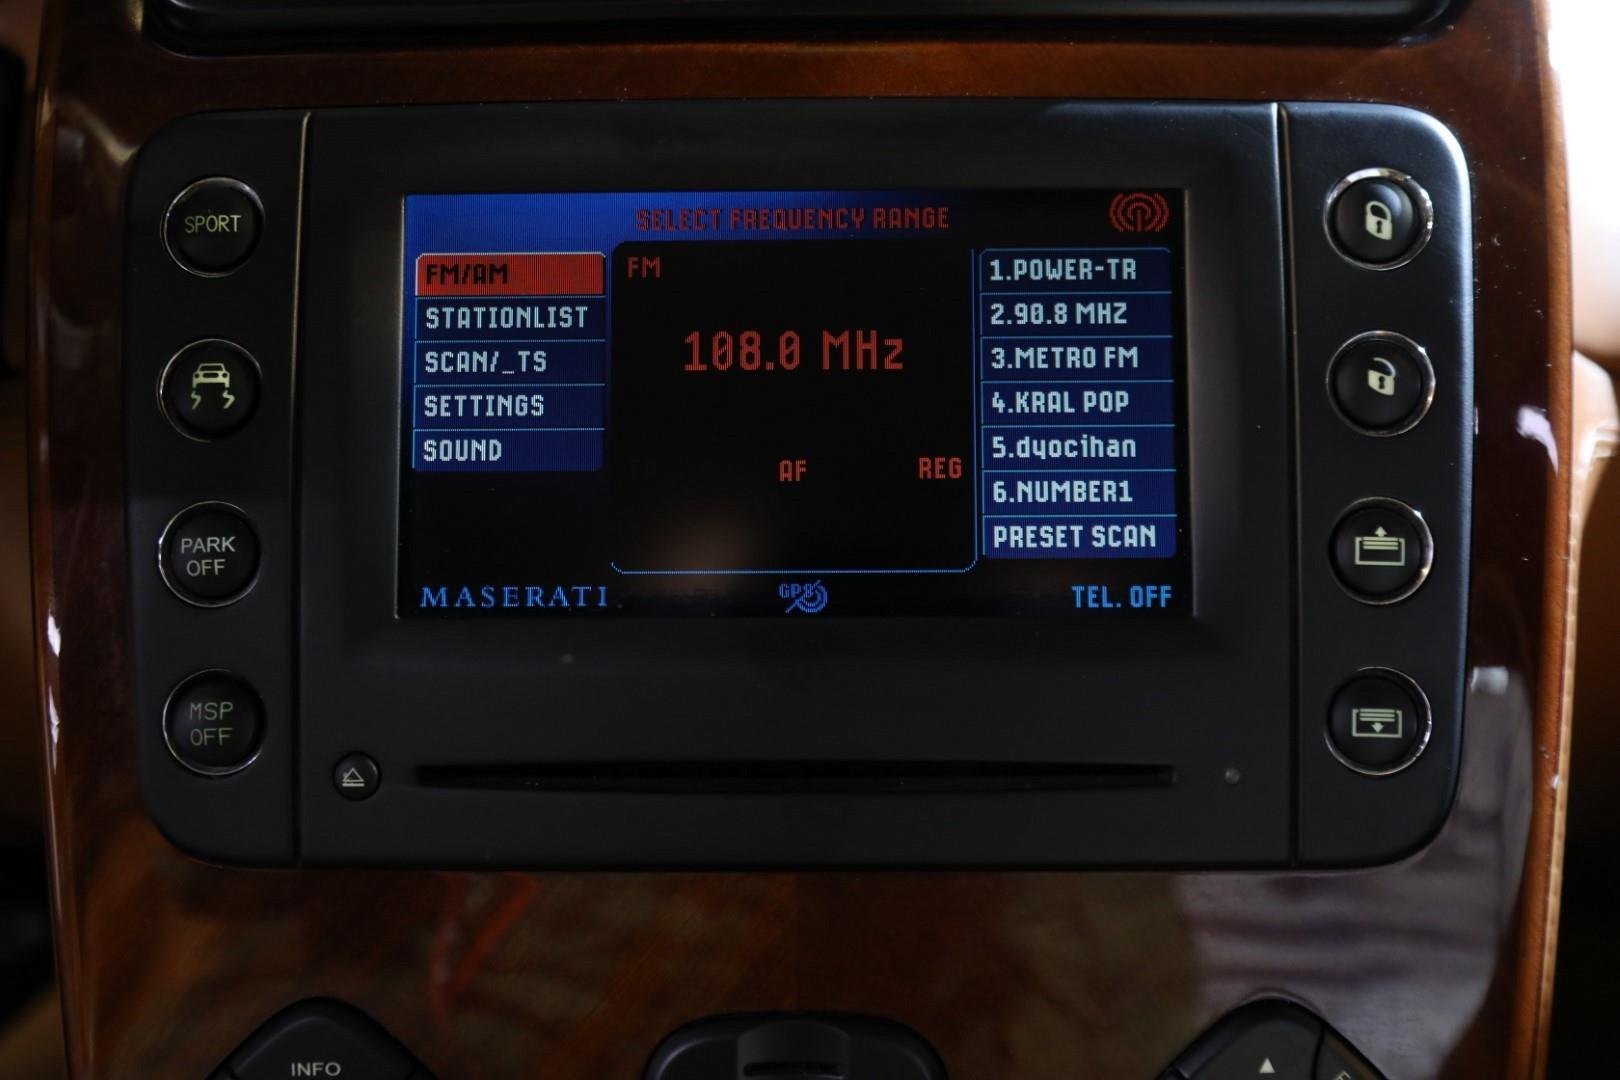 SPORT
PARK
OFF
MSP
OFF
SELECT FREQUENCY RANGE
FM/AM
STATIONLIST
SCAN/_TS
SETTINGS
SOUND
FM
108.0 MHz
AF
REG
1.POWER-TR
2.90.8 MHZ
3.METRO FM
4.KRAL POP
5.dyocihan
6.NUMBER1
PRESET SCAN
MASERATI
GPS
TEL. OFF
INFO